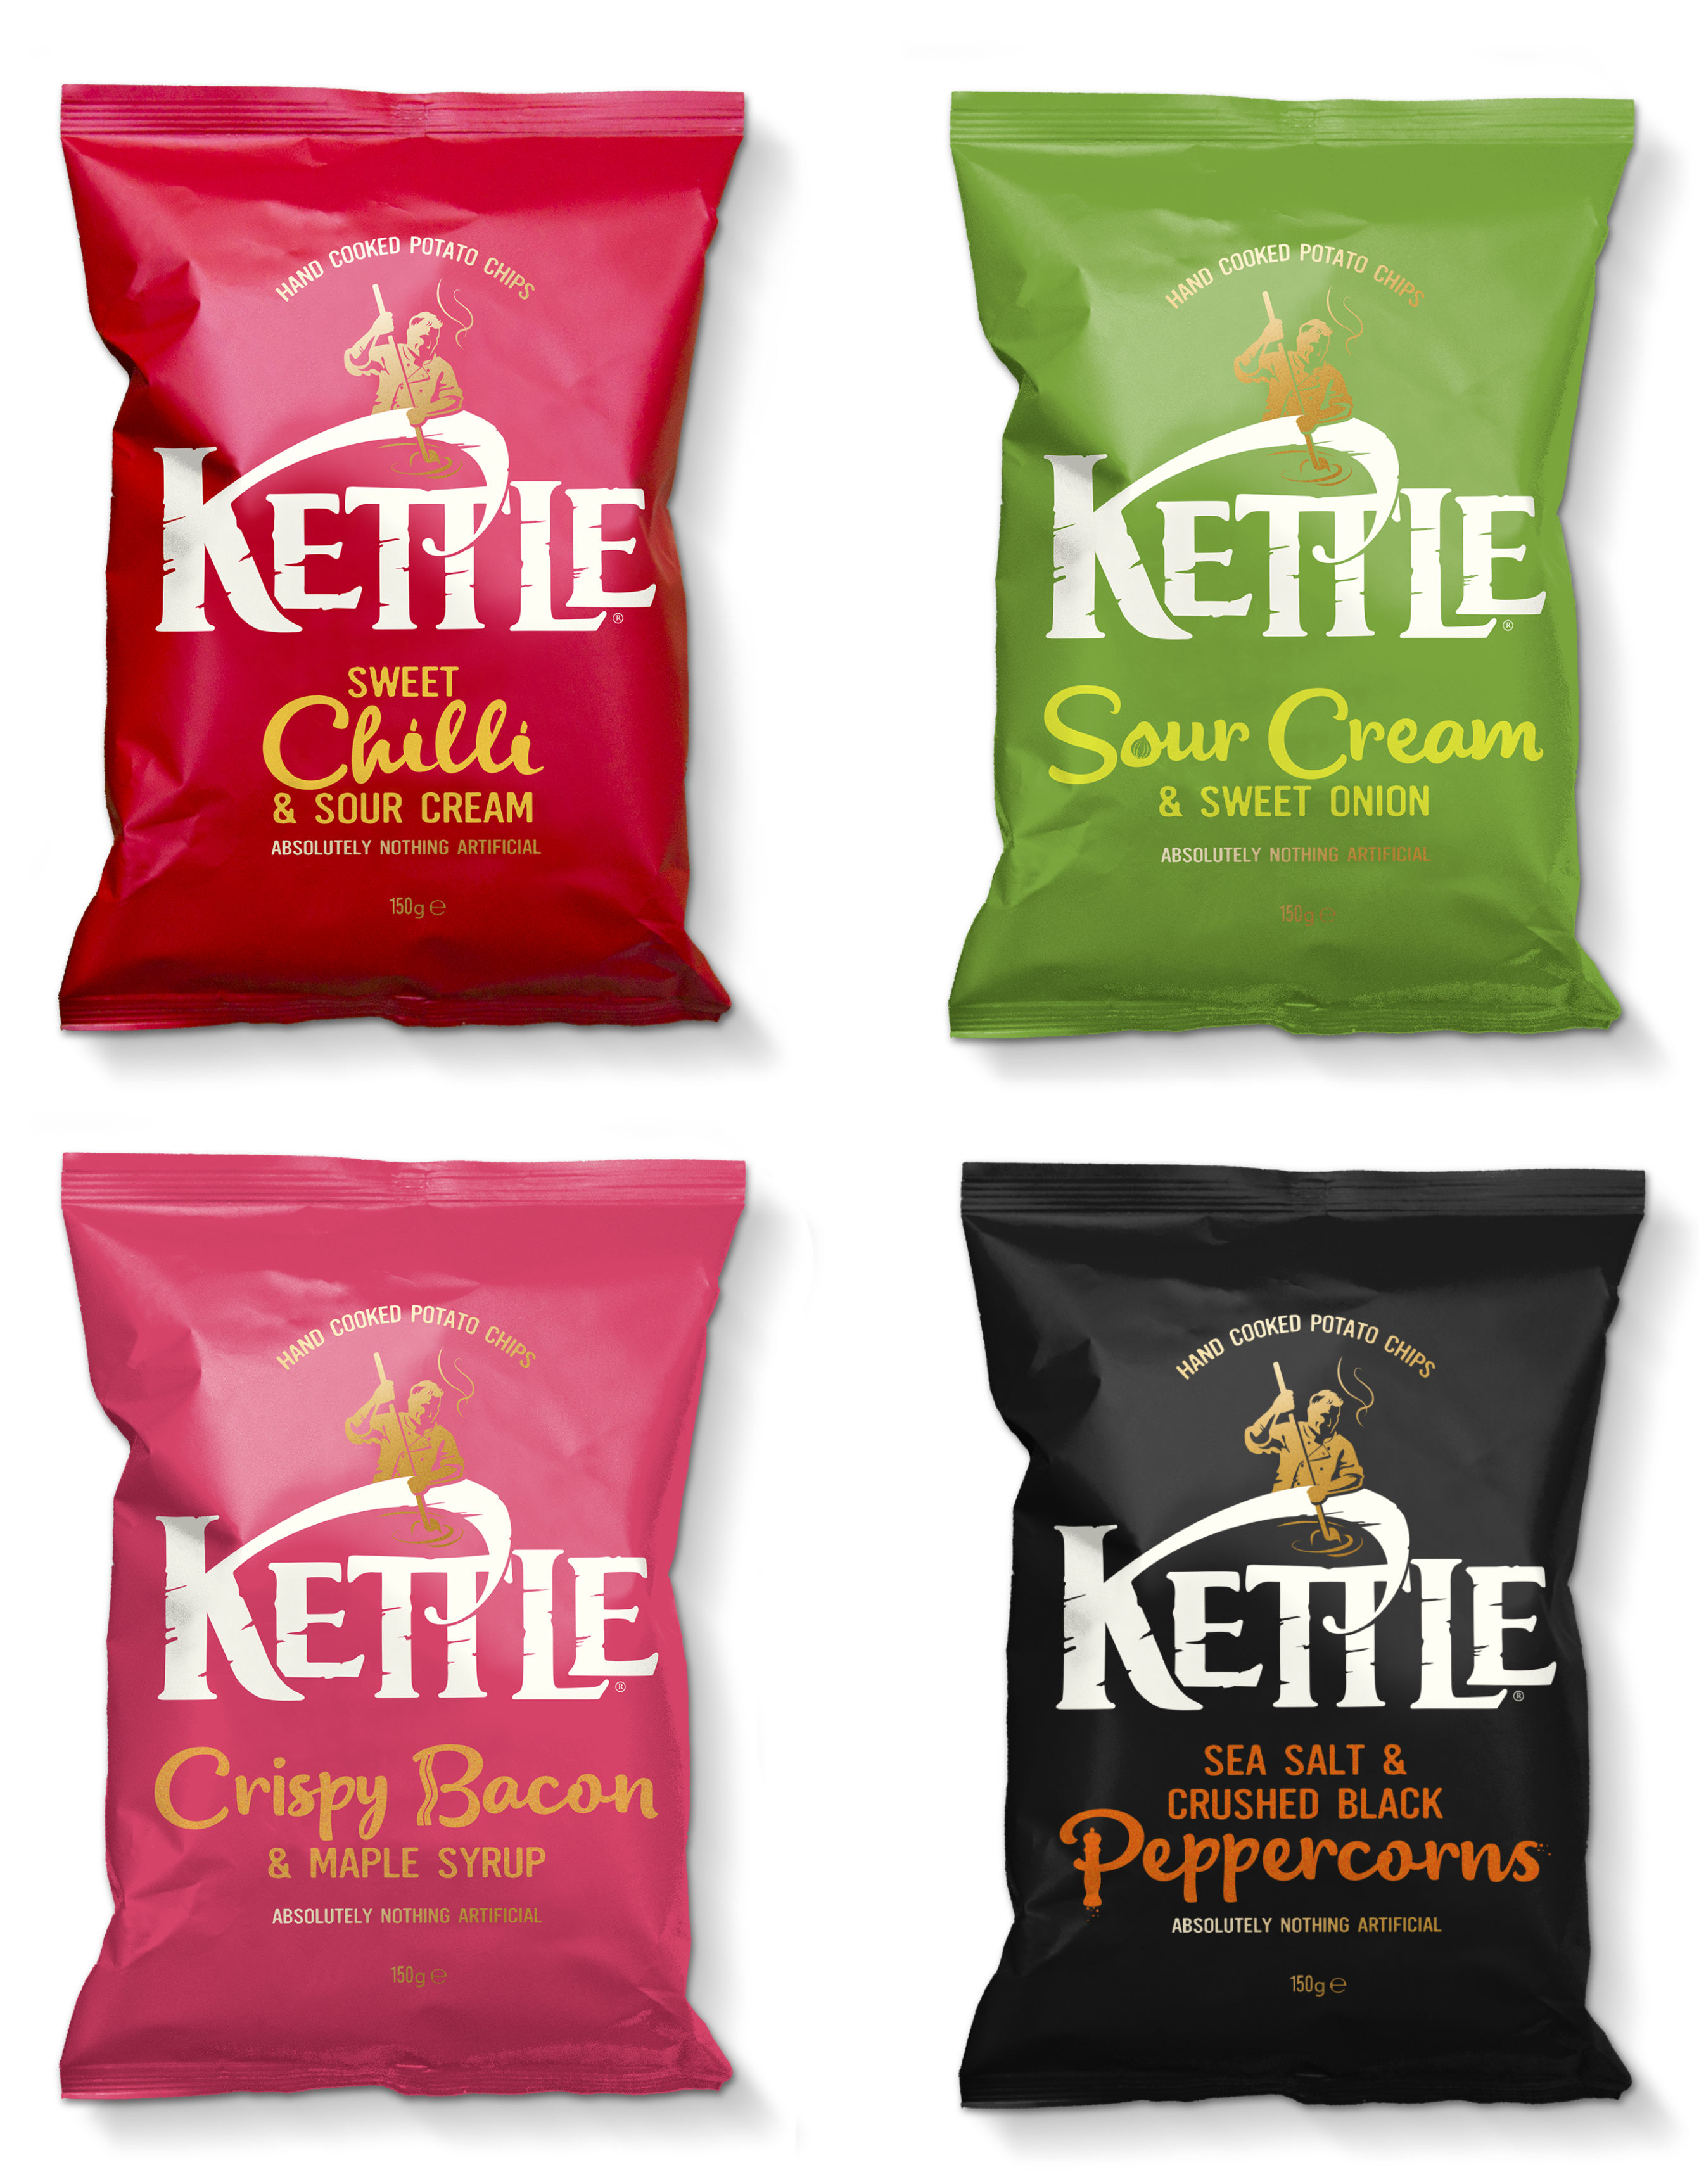 HAND COOKED POTATO CHIPS
KETTLE®
SWEET
Chilli
& SOUR CREAM
ABSOLUTELY NOTHING ARTIFICIAL
150g ℮
HAND COOKED POTATO CHIPS
KETTLE®
Sour Cream
& SWEET ONION
ABSOLUTELY NOTHING ARTIFICIAL
150g ℮
HAND COOKED POTATO CHIPS
KETTLE®
Crispy Bacon
& MAPLE SYRUP
ABSOLUTELY NOTHING ARTIFICIAL
150g ℮
HAND COOKED POTATO CHIPS
KETTLE®
SEA SALT &
CRUSHED BLACK
Peppercorns
ABSOLUTELY NOTHING ARTIFICIAL
150g ℮